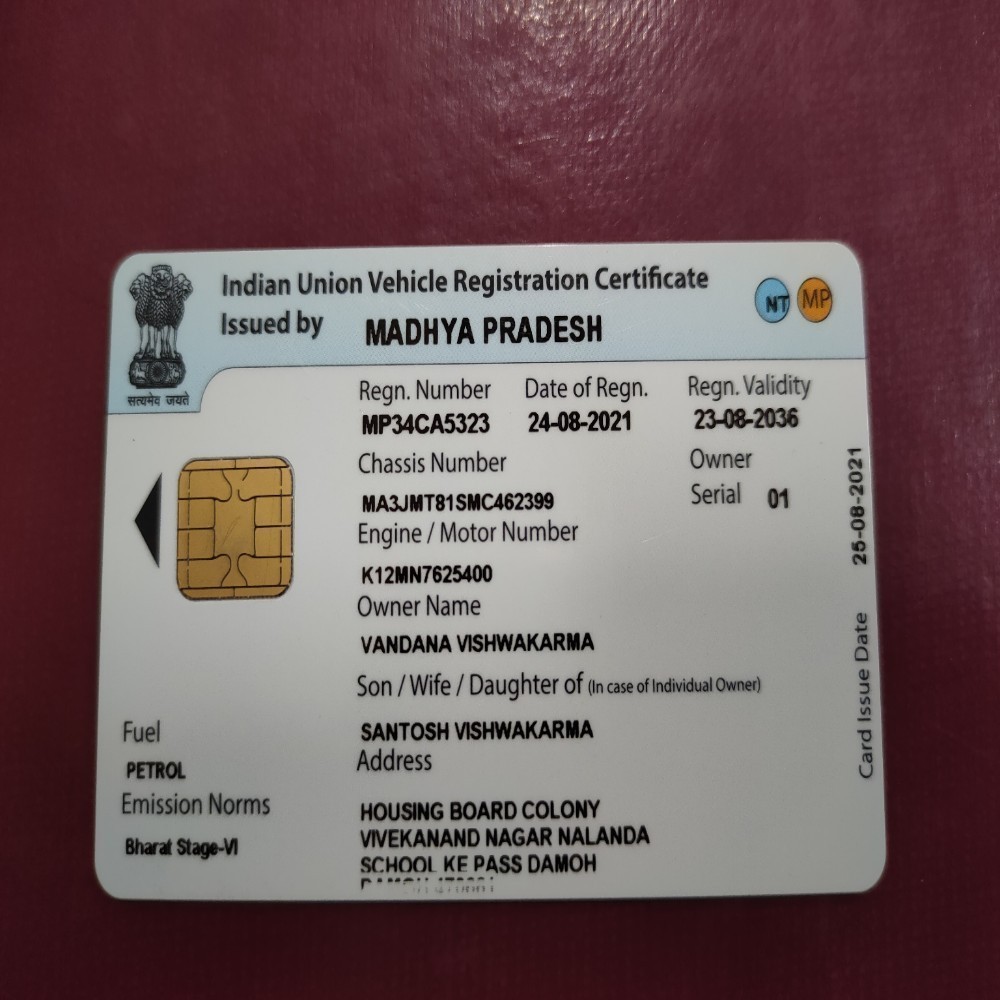 Indian Union Vehicle Registration Certificate
Issued by MADHYA PRADESH
NT MP
सत्यमेव जयते
Regn. Number Date of Regn. Regn. Validity
MP34CA5323 24-08-2021 23-08-2036
Chassis Number Owner
MA3JMT81SMC462399 Serial 01
Engine / Motor Number
K12MN7625400
Owner Name
VANDANA VISHWAKARMA
Son / Wife / Daughter of (In case of Individual Owner)
Fuel SANTOSH VISHWAKARMA
PETROL Address
Emission Norms HOUSING BOARD COLONY
VIVEKANAND NAGAR NALANDA
Bharat Stage-VI SCHOOL KE PASS DAMOH
Card Issue Date 25-08-2021